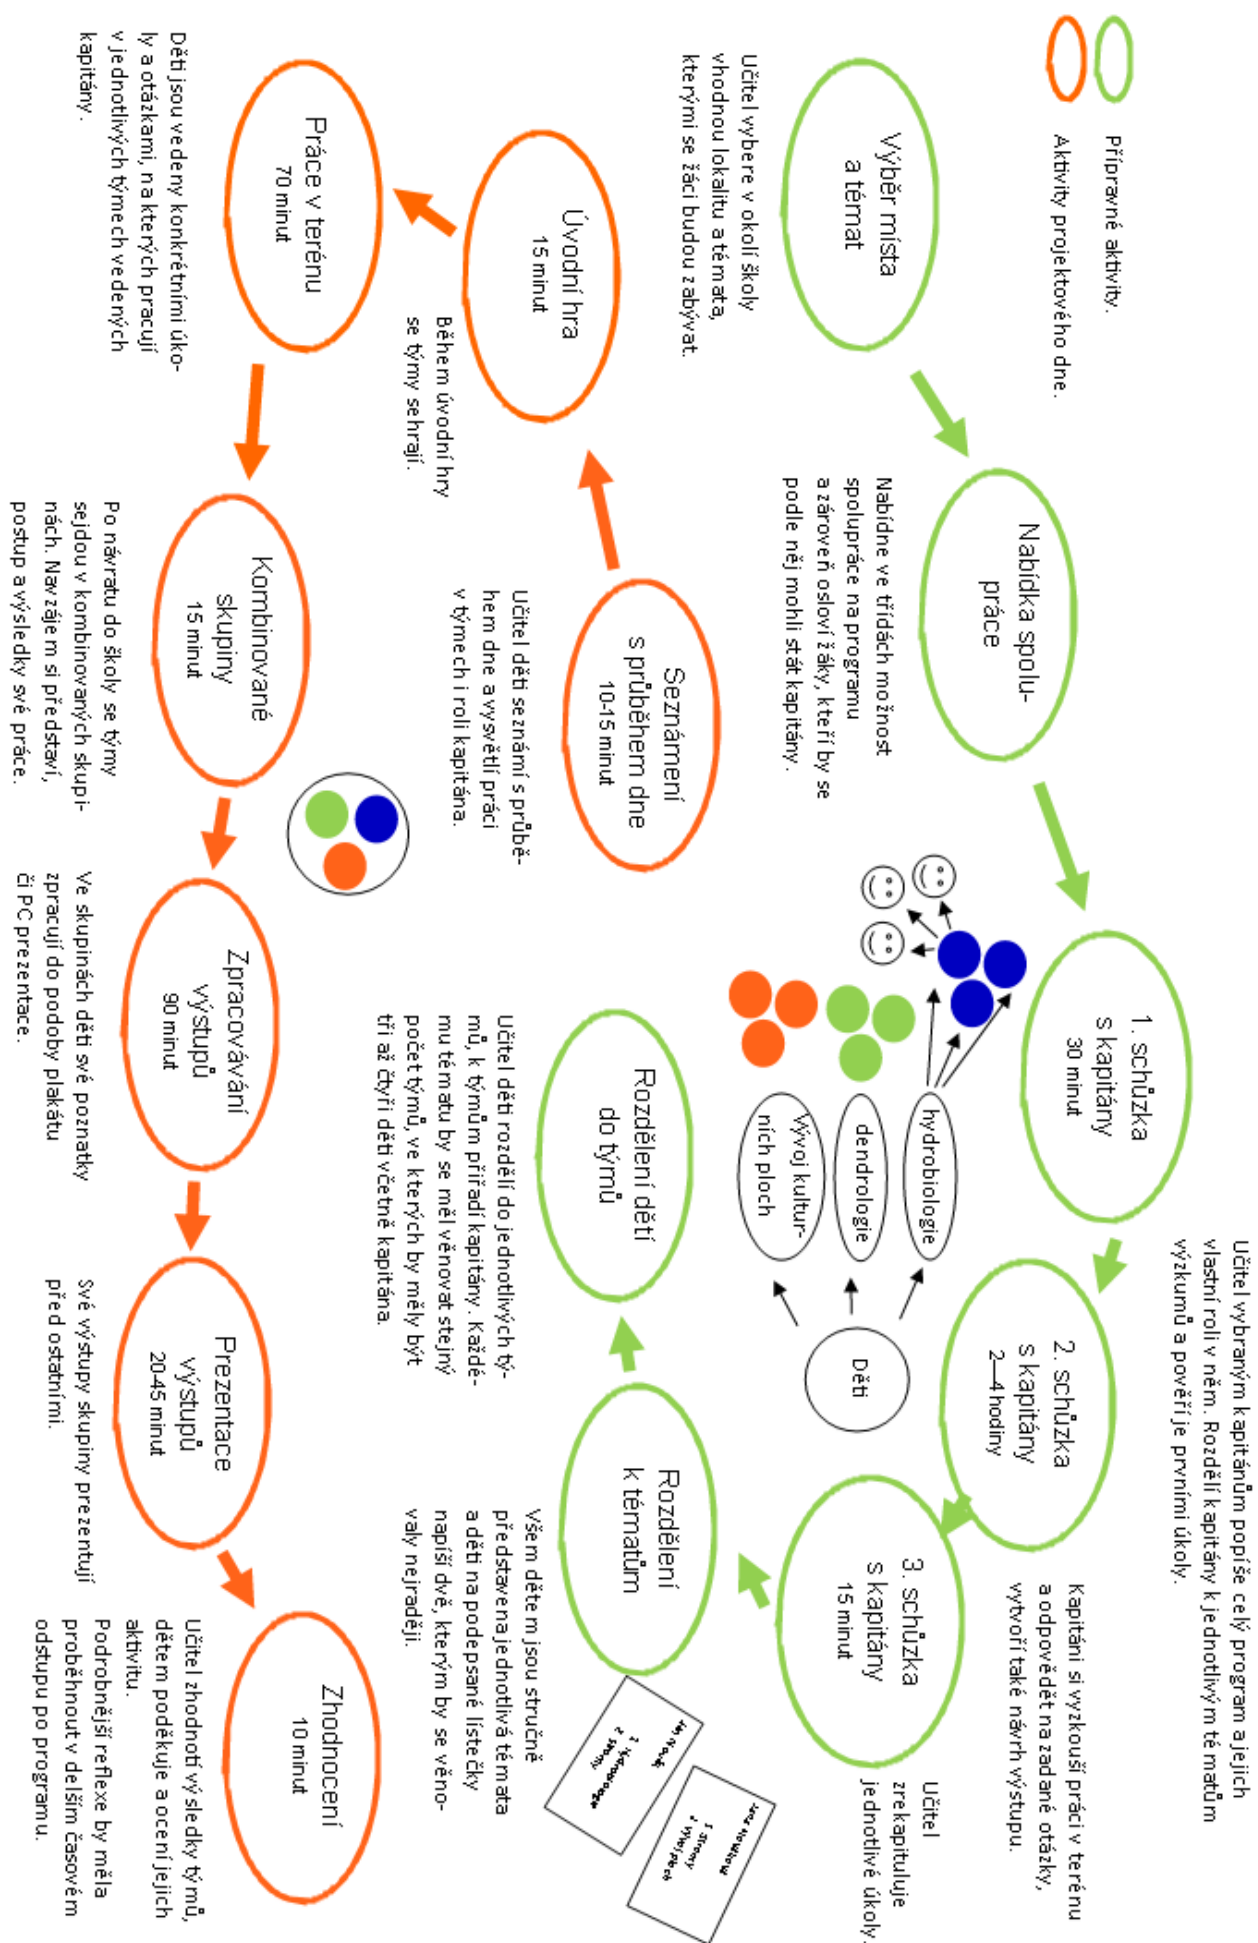 Přípravné aktivity.
Aktivity projektového dne.
Výběr místa
a témat
Učitel vybere v okolí školy
vhodnou lokalitu a témata,
kterými se žáci budou zabývat.
Nabídka spolu-
práce
Nabídne ve třídách možnost
spolupráce na programu
a zároveň osloví žáky, kteří by se
podle něj mohli stát kapitány.
1. schůzka
s kapitány
30 minut
Učitel vybraným kapitánům popíše celý program a jejich
vlastní roli v něm. Rozdělí kapitány k jednotlivým tématům
výzkumů a pověří je prvními úkoly.
2. schůzka
s kapitány
2—4 hodiny
Kapitáni si vyzkouší práci v terénu
a odpovědět na zadané otázky,
vytvoří také návrh výstupu.
3. schůzka
s kapitány
15 minut
Učitel
zrekapituluje
jednotlivé úkoly.
hydrobiologie
dendrologie
Vývoj kultur-
ních ploch
Děti
Rozdělení
k tématům
všem dětem jsou stručně
představena jednotlivá témata
a děti na podepsané lístečky
napíší dvě, kterým by se věno-
valy nejraději.
1 stromy
2 vývoj ploch
1 hydrobiologie
2 stromy
Rozdělení dětí
do týmů
Učitel děti rozdělí do jednotlivých tý-
mů, k týmům přiřadí kapitány. Každé-
mu tématu by se měl věnovat stejný
počet týmů, ve kterých by měly být
tři až čtyři děti včetně kapitána.
Seznámení
s průběhem dne
10-15 minut
Učitel děti seznámí s průbě-
hem dne a vysvětlí práci
v týmech i roli kapitána.
Úvodní hra
15 minut
Během úvodní hry
se týmy sehrají.
Práce v terénu
70 minut
Děti jsou vedeny konkrétními úko-
ly a otázkami, na kterých pracují
v jednotlivých týmech vedených
kapitány.
Kombinované
skupiny
15 minut
Po návratu do školy se týmy
sejdou v kombinovaných skupi-
nách. Navzájem si představí,
postup a výsledky své práce.
Zpracovávání
výstupů
90 minut
Ve skupinách děti své poznatky
zpracují do podoby plakátu
či PC prezentace.
Prezentace
výstupů
20-45 minut
Své výstupy skupiny prezentují
před ostatními.
Zhodnocení
10 minut
Učitel zhodnotí výsledky týmů,
dětem poděkuje a ocení jejich
aktivitu.
Podrobnější reflexe by měla
proběhnout v delším časovém
odstupu po programu.